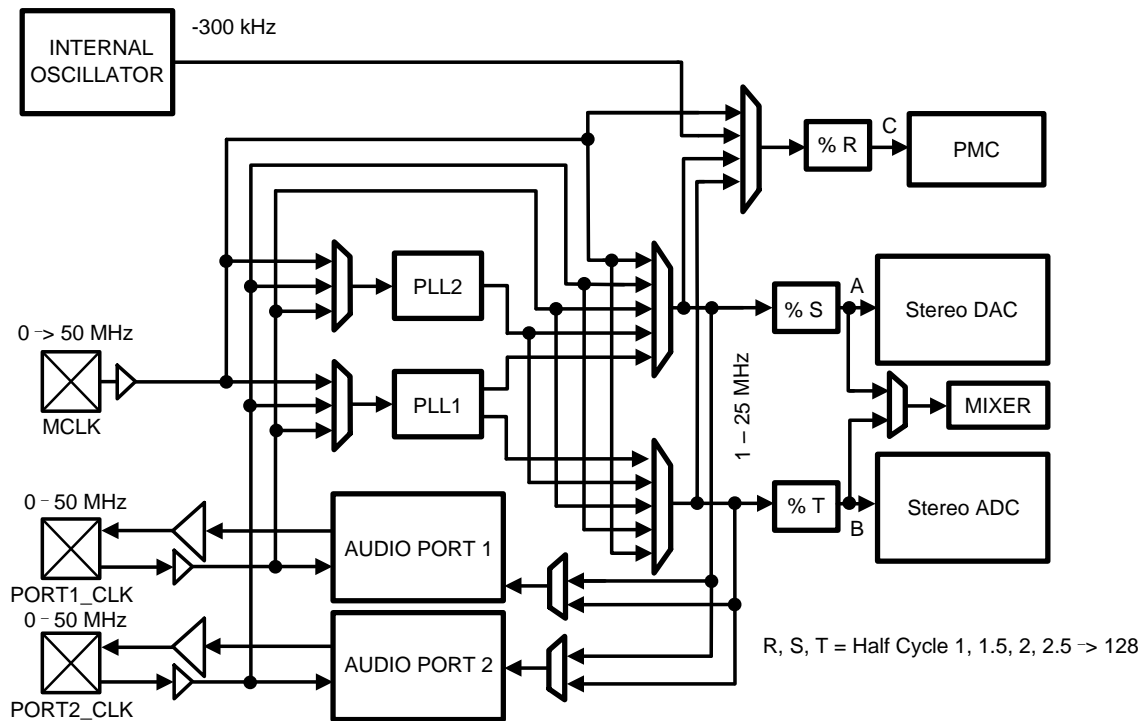 -300 kHz
INTERNAL
OSCILLATOR
% R
C
PMC
PLL2
% S
A
Stereo DAC
0 -> 50 MHz
MCLK
PLL1
1 – 25 MHz
MIXER
0 - 50 MHz
PORT1_CLK
AUDIO PORT 1
% T
B
Stereo ADC
0 - 50 MHz
PORT2_CLK
AUDIO PORT 2
R, S, T = Half Cycle 1, 1.5, 2, 2.5 -> 128